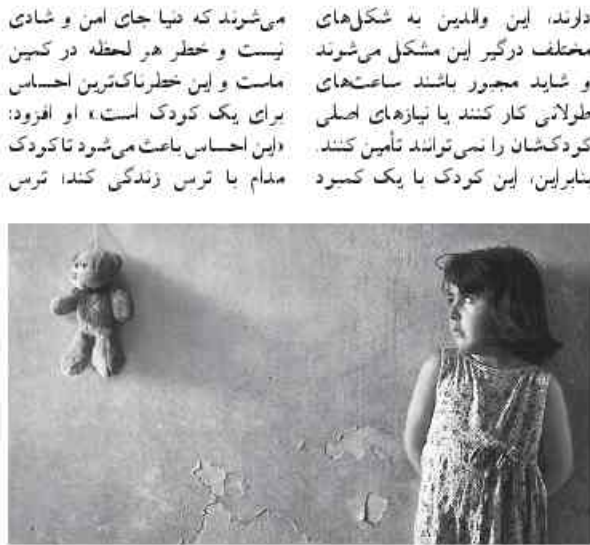 دارند، این والدین به شکل‌های
مختلف درگیر این مشکل می‌شوند
و شاید مجبور باشند ساعت‌های
طولانی کار کنند یا نیازهای اصلی
کودکشان را نمی‌توانند تأمین کنند.
بنابراین، این کودک با یک کمبود
می‌شوند که دنیا جای امن و شادی
نیست و خطر هر لحظه در کمین
ماست و این خطرناک‌ترین احساس
برای یک کودک است.» او افزود:
«این احساس باعث می‌شود تا کودک
مدام با ترس زندگی کند؛ ترس